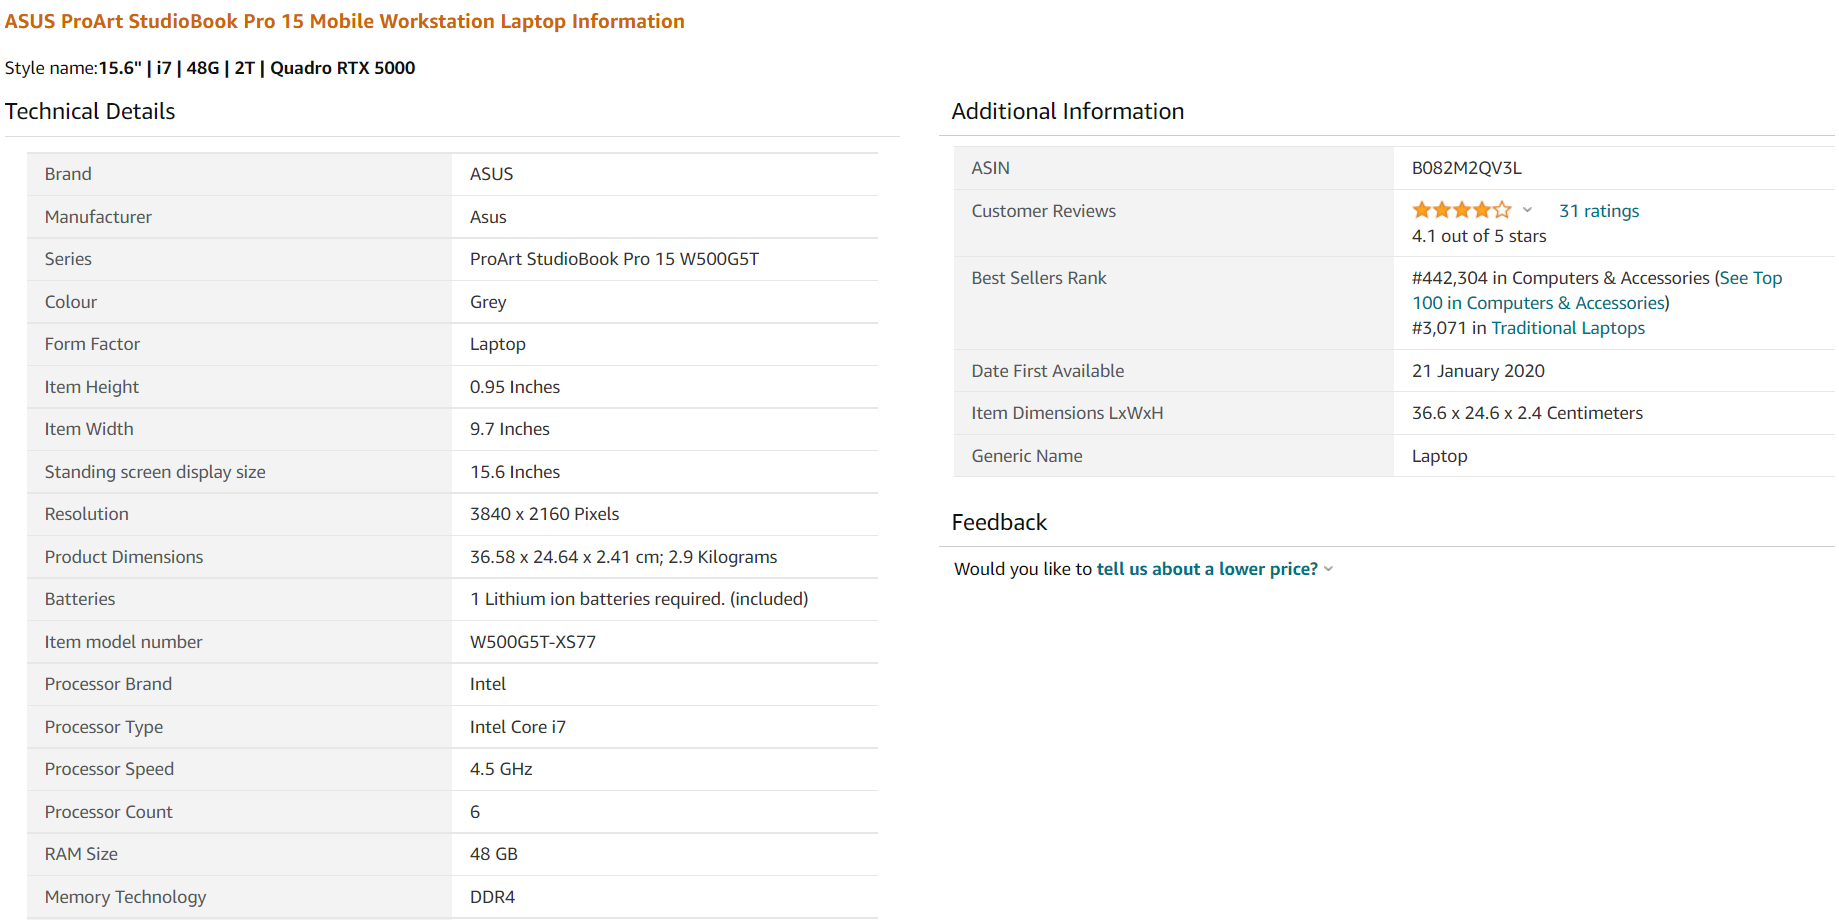 ASUS ProArt StudioBook Pro 15 Mobile Workstation Laptop Information
Style name:15.6" | i7 | 48G | 2T | Quadro RTX 5000
Technical Details
Brand ASUS
Manufacturer Asus
Series ProArt StudioBook Pro 15 W500G5T
Colour Grey
Form Factor Laptop
Item Height 0.95 Inches
Item Width 9.7 Inches
Standing screen display size 15.6 Inches
Resolution 3840 x 2160 Pixels
Product Dimensions 36.58 x 24.64 x 2.41 cm; 2.9 Kilograms
Batteries 1 Lithium ion batteries required. (included)
Item model number W500G5T-XS77
Processor Brand Intel
Processor Type Intel Core i7
Processor Speed 4.5 GHz
Processor Count 6
RAM Size 48 GB
Memory Technology DDR4
Additional Information
ASIN B082M2QV3L
Customer Reviews 31 ratings
4.1 out of 5 stars
Best Sellers Rank #442,304 in Computers & Accessories (See Top
100 in Computers & Accessories)
#3,071 in Traditional Laptops
Date First Available 21 January 2020
Item Dimensions LxWxH 36.6 x 24.6 x 2.4 Centimeters
Generic Name Laptop
Feedback
Would you like to tell us about a lower price?